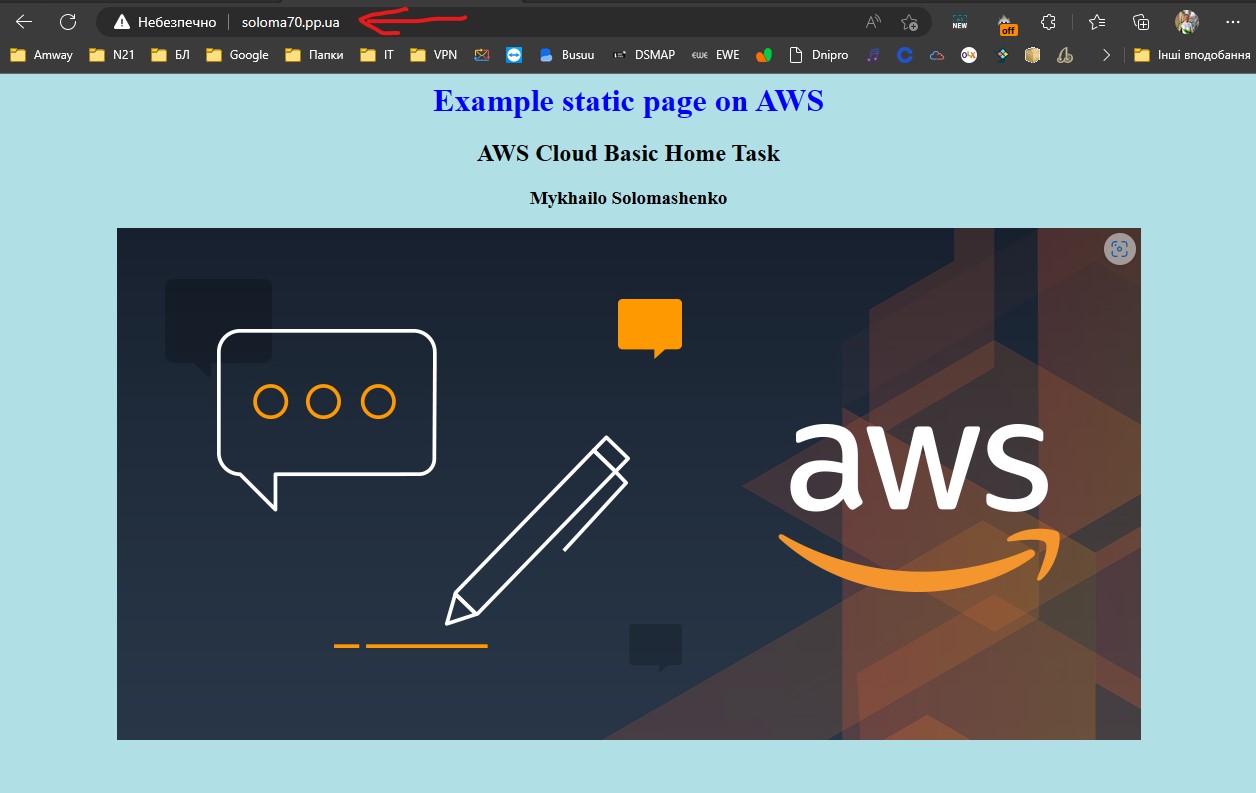 Небезпечно soloma70.pp.ua A NEW off
Amway N21 БЛ Google Папки IT VPN Busuu DSMAP EWE Dnipro OLX Інші вподобання
Example static page on AWS
AWS Cloud Basic Home Task
Mykhailo Solomashenko
aws